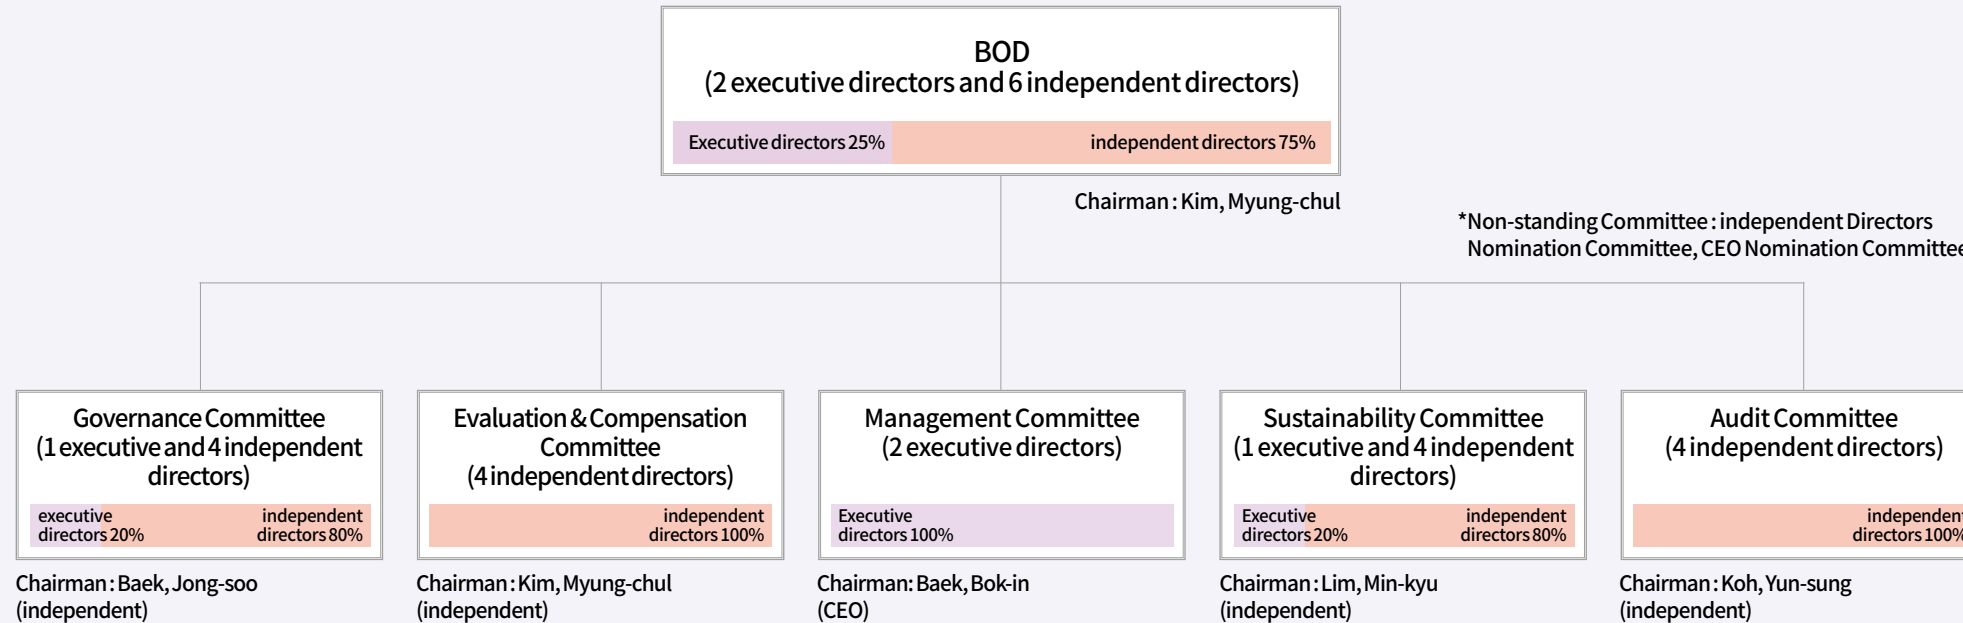 BOD
(2 executive directors and 6 independent directors)
Executive directors 25%
independent directors 75%
Chairman : Kim, Myung-chul
*Non-standing Committee : independent Directors
Nomination Committee, CEO Nomination Committee
Governance Committee
(1 executive and 4 independent
directors)
executive
directors 20%
independent
directors 80%
Chairman : Baek, Jong-soo
(independent)
Evaluation & Compensation
Committee
(4 independent directors)
independent
directors 100%
Chairman : Kim, Myung-chul
(independent)
Management Committee
(2 executive directors)
Executive
directors 100%
Chairman: Baek, Bok-in
(CEO)
Sustainability Committee
(1 executive and 4 independent
directors)
Executive
directors 20%
independent
directors 80%
Chairman : Lim, Min-kyu
(independent)
Audit Committee
(4 independent directors)
independent
directors 100%
Chairman : Koh, Yun-sung
(independent)